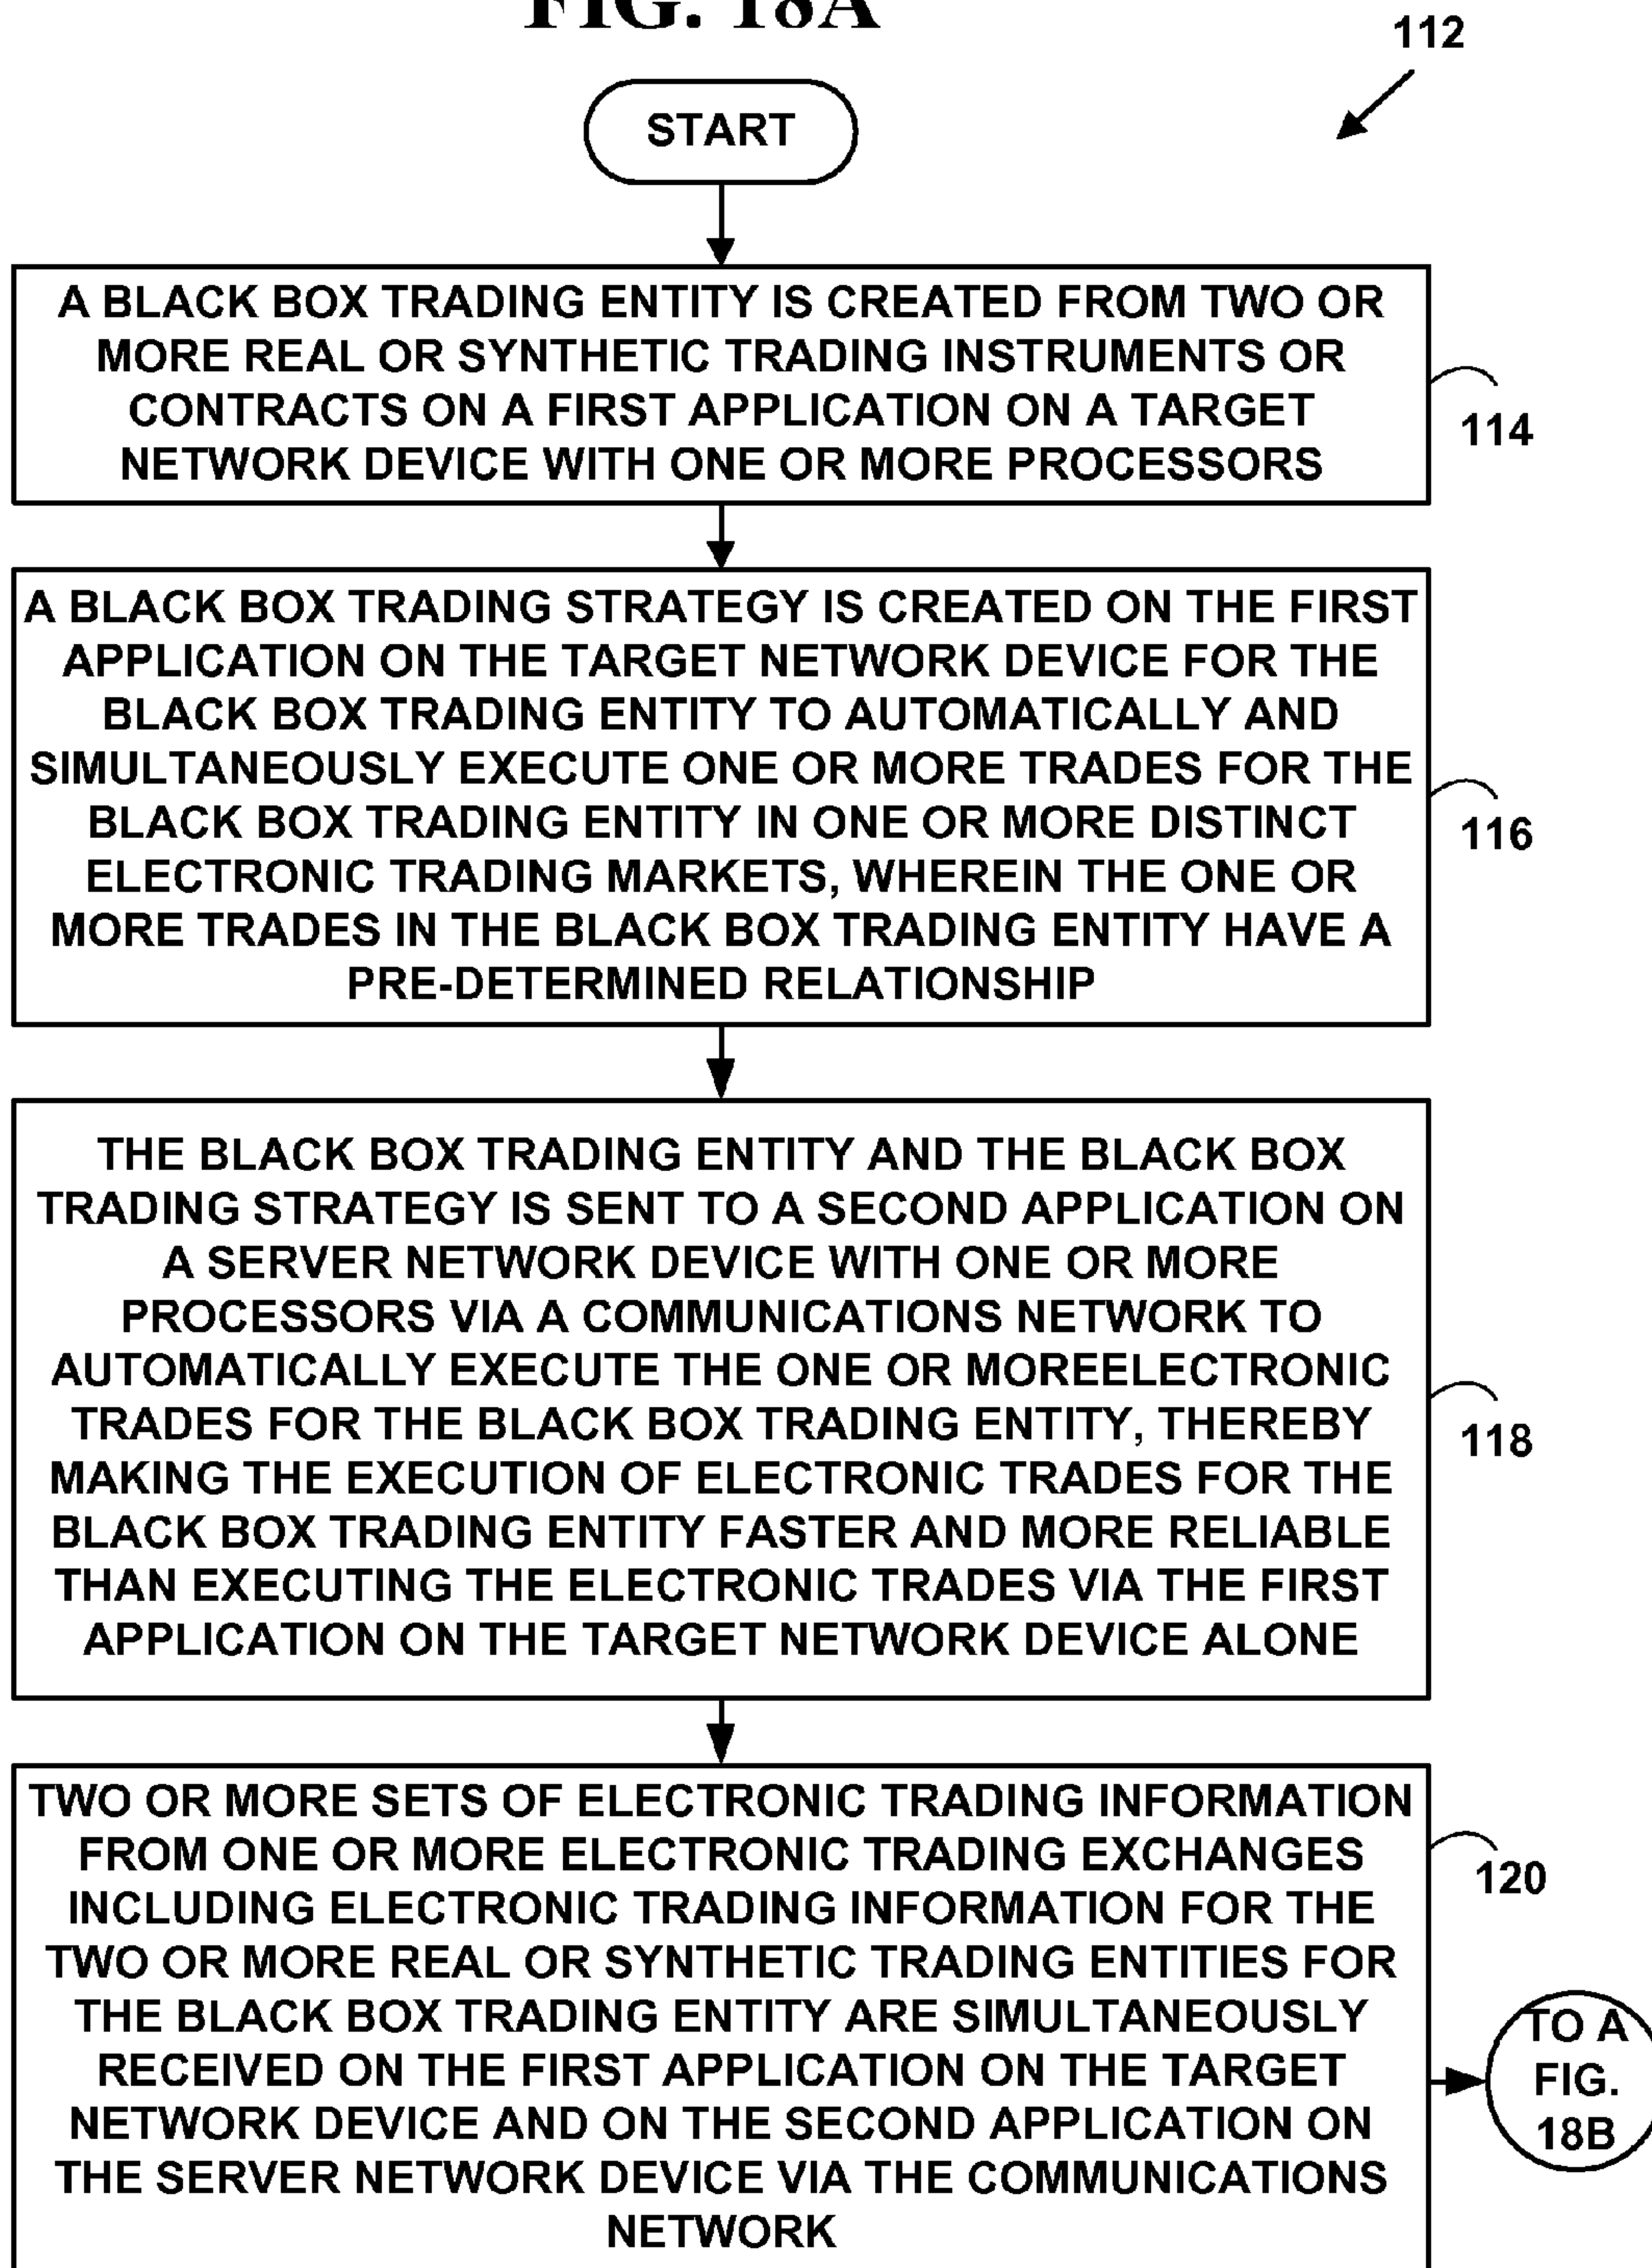 FIG. 18A
112
START
A BLACK BOX TRADING ENTITY IS CREATED FROM TWO OR
MORE REAL OR SYNTHETIC TRADING INSTRUMENTS OR
CONTRACTS ON A FIRST APPLICATION ON A TARGET
NETWORK DEVICE WITH ONE OR MORE PROCESSORS
114
A BLACK BOX TRADING STRATEGY IS CREATED ON THE FIRST
APPLICATION ON THE TARGET NETWORK DEVICE FOR THE
BLACK BOX TRADING ENTITY TO AUTOMATICALLY AND
SIMULTANEOUSLY EXECUTE ONE OR MORE TRADES FOR THE
BLACK BOX TRADING ENTITY IN ONE OR MORE DISTINCT
ELECTRONIC TRADING MARKETS, WHEREIN THE ONE OR
MORE TRADES IN THE BLACK BOX TRADING ENTITY HAVE A
PRE-DETERMINED RELATIONSHIP
116
THE BLACK BOX TRADING ENTITY AND THE BLACK BOX
TRADING STRATEGY IS SENT TO A SECOND APPLICATION ON
A SERVER NETWORK DEVICE WITH ONE OR MORE
PROCESSORS VIA A COMMUNICATIONS NETWORK TO
AUTOMATICALLY EXECUTE THE ONE OR MOREELECTRONIC
TRADES FOR THE BLACK BOX TRADING ENTITY, THEREBY
MAKING THE EXECUTION OF ELECTRONIC TRADES FOR THE
BLACK BOX TRADING ENTITY FASTER AND MORE RELIABLE
THAN EXECUTING THE ELECTRONIC TRADES VIA THE FIRST
APPLICATION ON THE TARGET NETWORK DEVICE ALONE
118
TWO OR MORE SETS OF ELECTRONIC TRADING INFORMATION
FROM ONE OR MORE ELECTRONIC TRADING EXCHANGES
INCLUDING ELECTRONIC TRADING INFORMATION FOR THE
TWO OR MORE REAL OR SYNTHETIC TRADING ENTITIES FOR
THE BLACK BOX TRADING ENTITY ARE SIMULTANEOUSLY
RECEIVED ON THE FIRST APPLICATION ON THE TARGET
NETWORK DEVICE AND ON THE SECOND APPLICATION ON
THE SERVER NETWORK DEVICE VIA THE COMMUNICATIONS
NETWORK
120
TO A
FIG.
18B